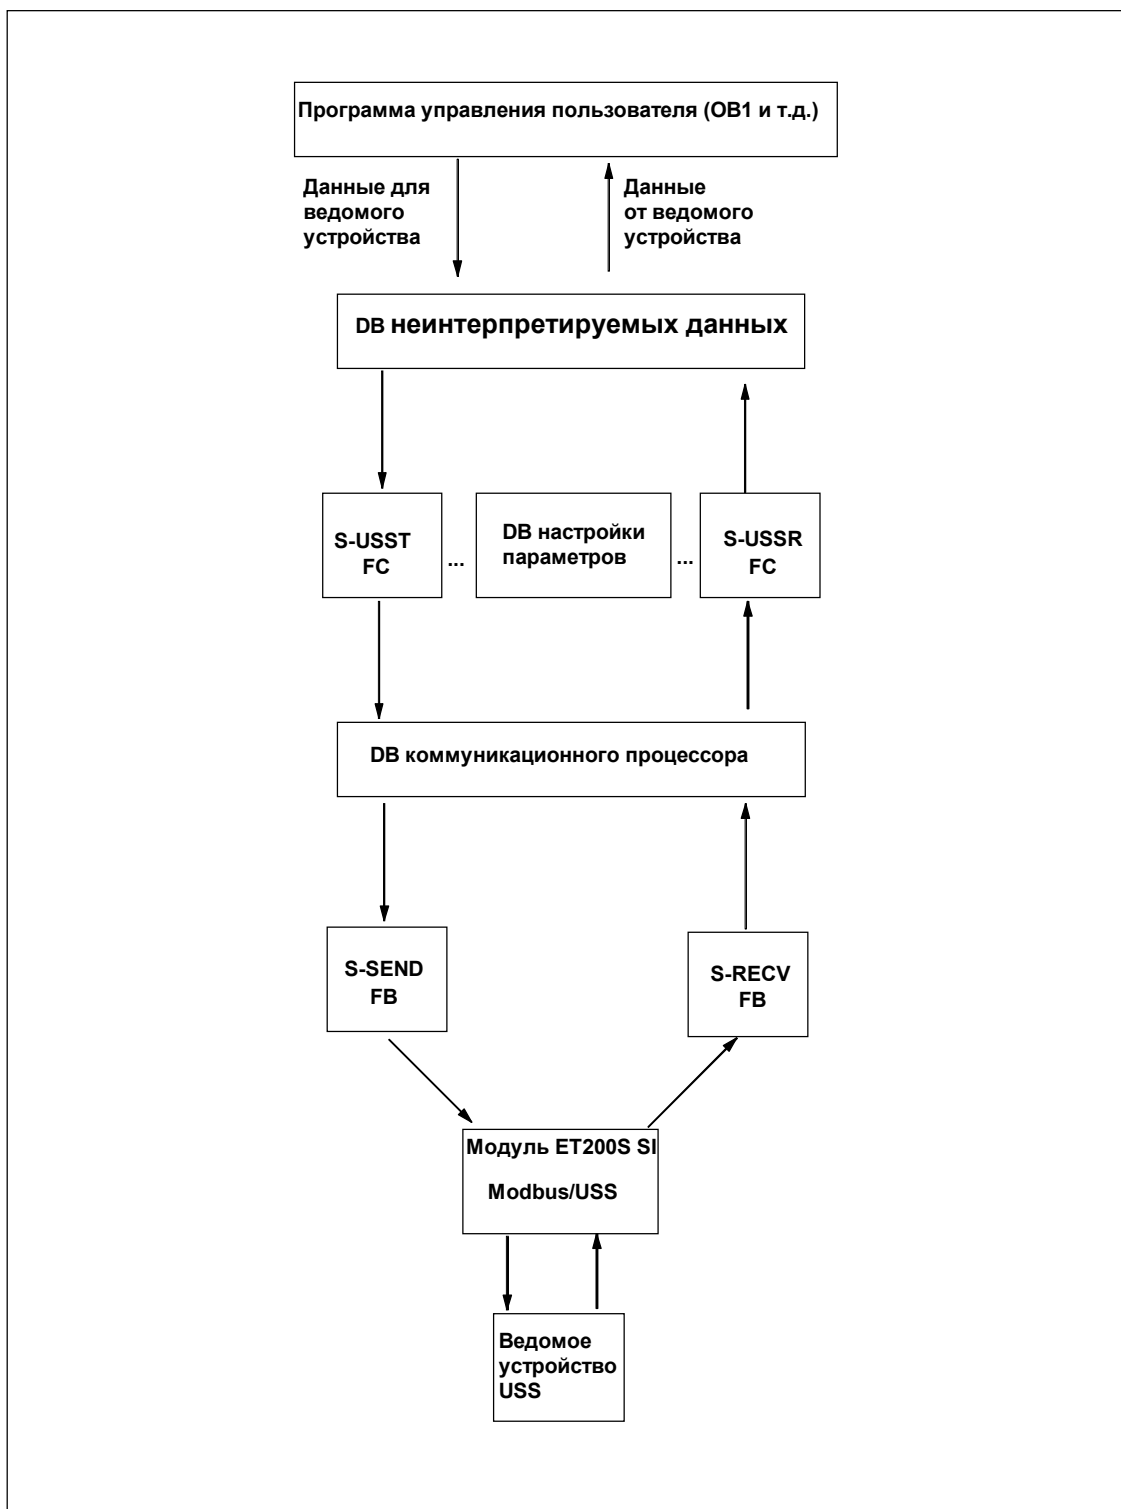 Программа управления пользователя (ОВ1 и т.д.)
Данные для
ведомого
устройства
Данные
от ведомого
устройства
DB неинтерпретируемых данных
S-USST
FC
...
DB настройки
параметров
...
S-USSR
FC
DB коммуникационного процессора
S-SEND
FB
S-RECV
FB
Модуль ET200S SI
Modbus/USS
Ведомое
устройство
USS